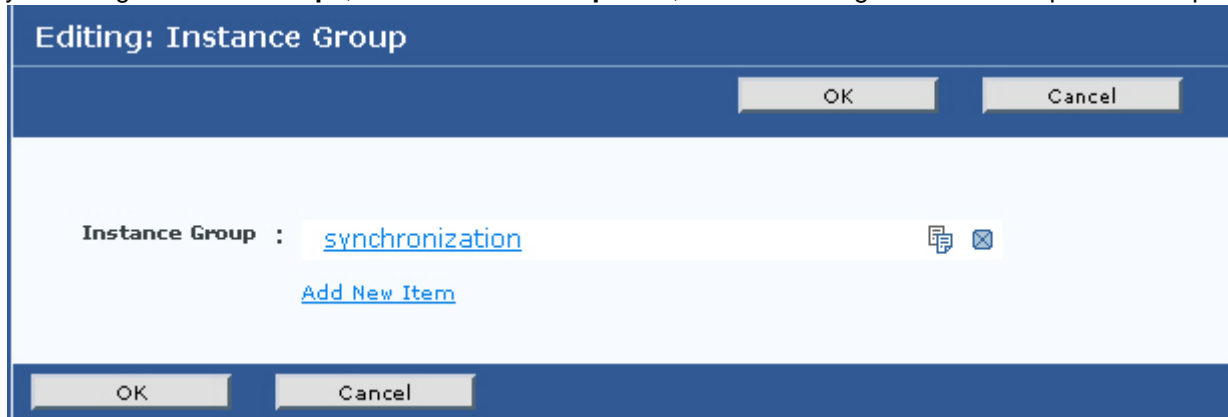 Editing: Instance Group
OK Cancel
Instance Group : synchronization
Add New Item
OK Cancel